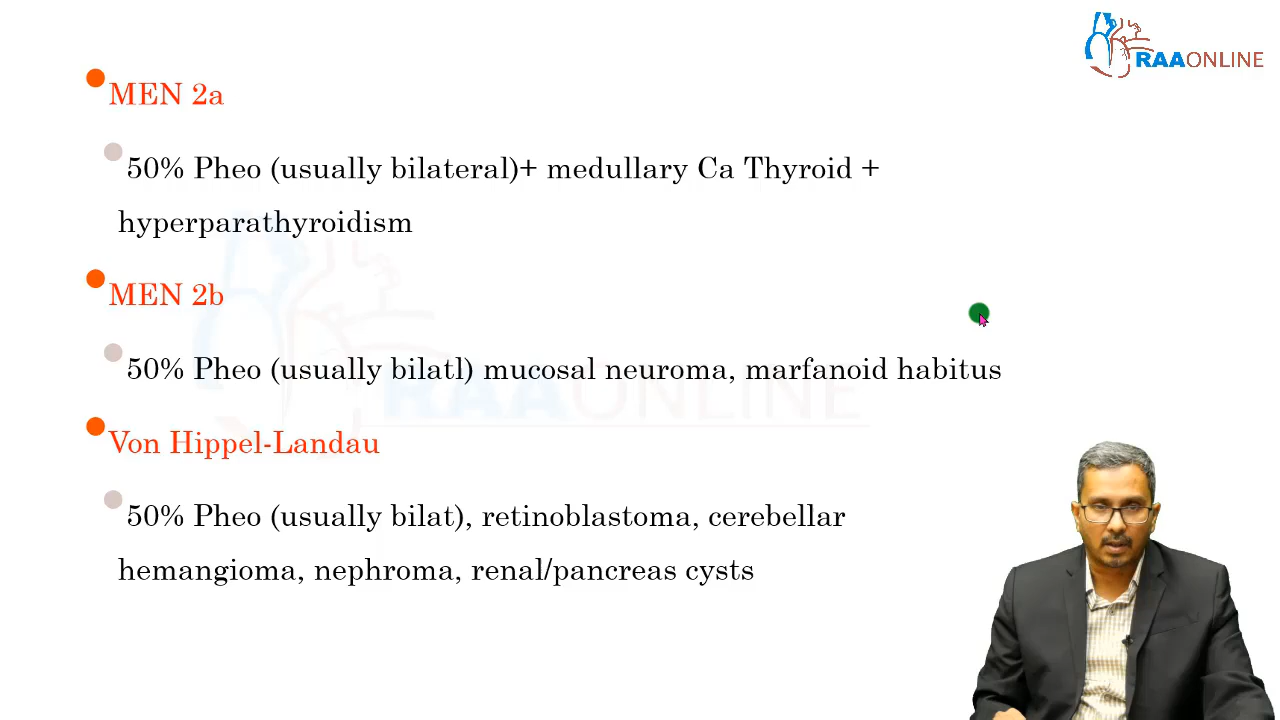 RAAONLINE
MEN 2a
50% Pheo (usually bilateral)+ medullary Ca Thyroid +
hyperparathyroidism
MEN 2b
50% Pheo (usually bilatl) mucosal neuroma, marfanoid habitus
RAAONLINE
Von Hippel-Landau
50% Pheo (usually bilat), retinoblastoma, cerebellar
hemangioma, nephroma, renal/pancreas cysts